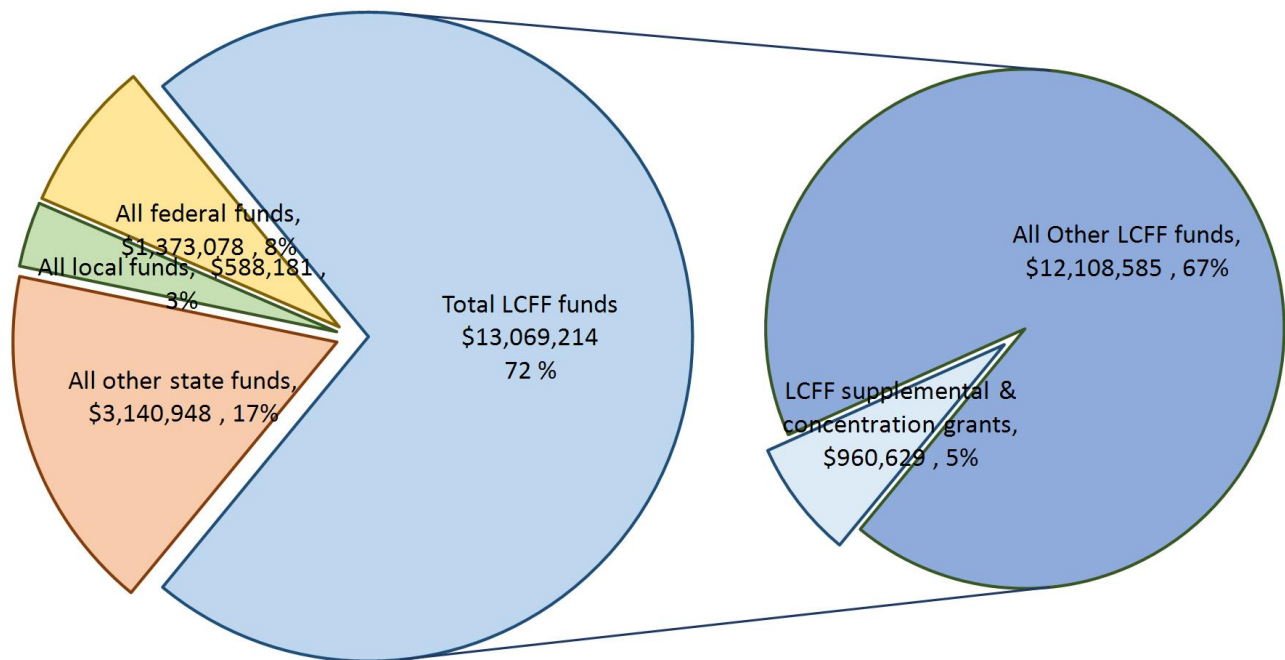 All federal funds,
$1,373,078 , 8%
All local funds,  $588,181 ,
3%
All other state funds,
$3,140,948 , 17%
Total LCFF funds
$13,069,214
72 %
All Other LCFF funds,
$12,108,585 , 67%
LCFF supplemental &
concentration grants,
$960,629 , 5%